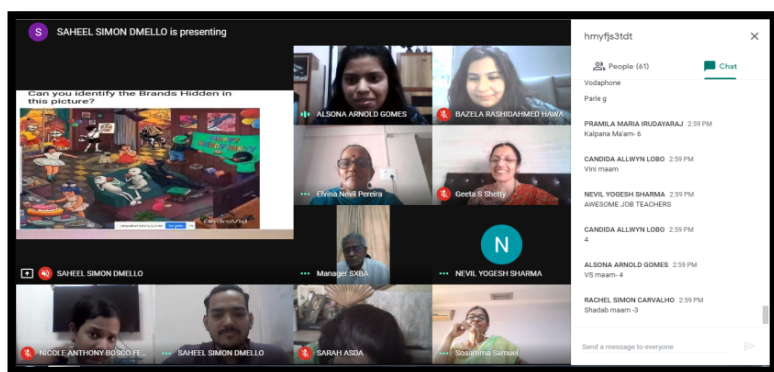 S SAHEEL SIMON DMELLO is presenting
Can you identify the Brands Hidden in
this picture?
SAHEEL SIMON DMELLO
ALSONA ARNOLD GOMES
BAZELA RASHIDAHMED HAWA
Elvina Nevil Pereira
Geeta S Shetty
Manager SXBA
N
NEVIL YOGESH SHARMA
NICOLE ANTHONY BOSCO FE...
SAHEEL SIMON DMELLO
SARAH ASDA
Sosamma Samuel
hmyfjs3tdt
People (61)
Chat
Vodaphone
Parle g
PRAMILA MARIA IRUDAYARAJ 2:59 PM
Kalpana Ma'am- 6
CANDIDA ALLWYN LOBO 2:59 PM
Vini maam
NEVIL YOGESH SHARMA 2:59 PM
AWESOME JOB TEACHERS
CANDIDA ALLWYN LOBO 2:59 PM
4
ALSONA ARNOLD GOMES 2:59 PM
VS maam- 4
RACHEL SIMON CARVALHO 2:59 PM
Shadab maam -3
Send a message to everyone